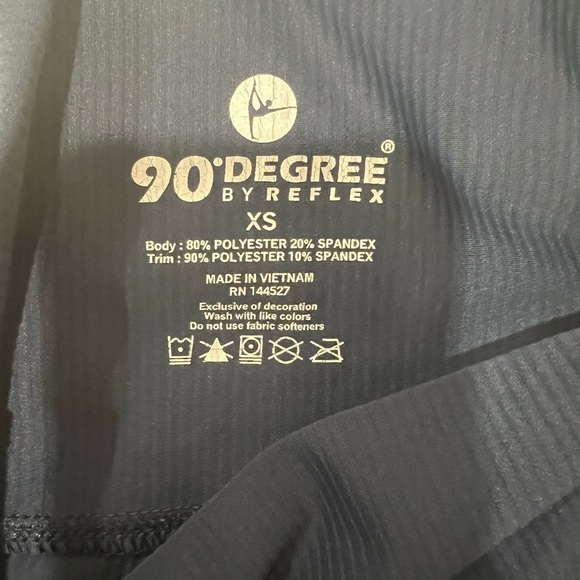 90°DEGREE®
BY REFLEX
XS
Body : 80% POLYESTER 20% SPANDEX
Trim : 90% POLYESTER 10% SPANDEX
MADE IN VIETNAM
RN 144527
Exclusive of decoration
Wash with like colors
Do not use fabric softeners